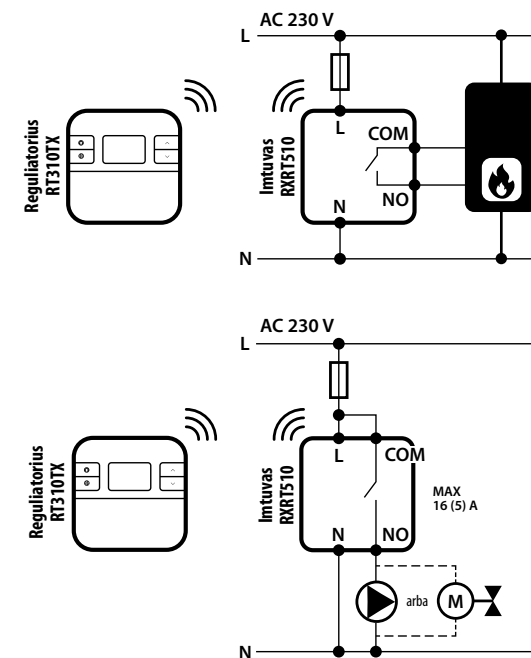 AC 230 V
L
Reguliatorius
RT310TX
Imtuvas
RXRT510
L
COM
NO
N
N
AC 230 V
L
Reguliatorius
RT310TX
Imtuvas
RXRT510
L
COM
MAX
16 (5) A
N
NO
arba
M
N